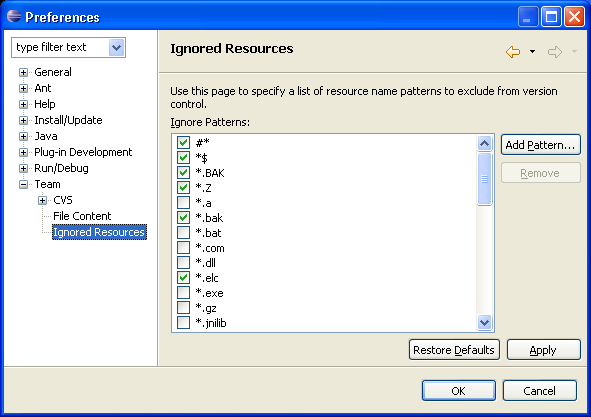 Preferences
type filter text
General
Ant
Help
Install/Update
Java
Plug-in Development
Run/Debug
Team
CVS
File Content
Ignored Resources
Ignored Resources
Use this page to specify a list of resource name patterns to exclude from version
control.
Ignore Patterns:
#*
*$
*.BAK
*.Z
*.a
*.bak
*.bat
*.com
*.dll
*.elc
*.exe
*.gz
*.jnilib
Add Pattern...
Remove
Restore Defaults
Apply
OK
Cancel